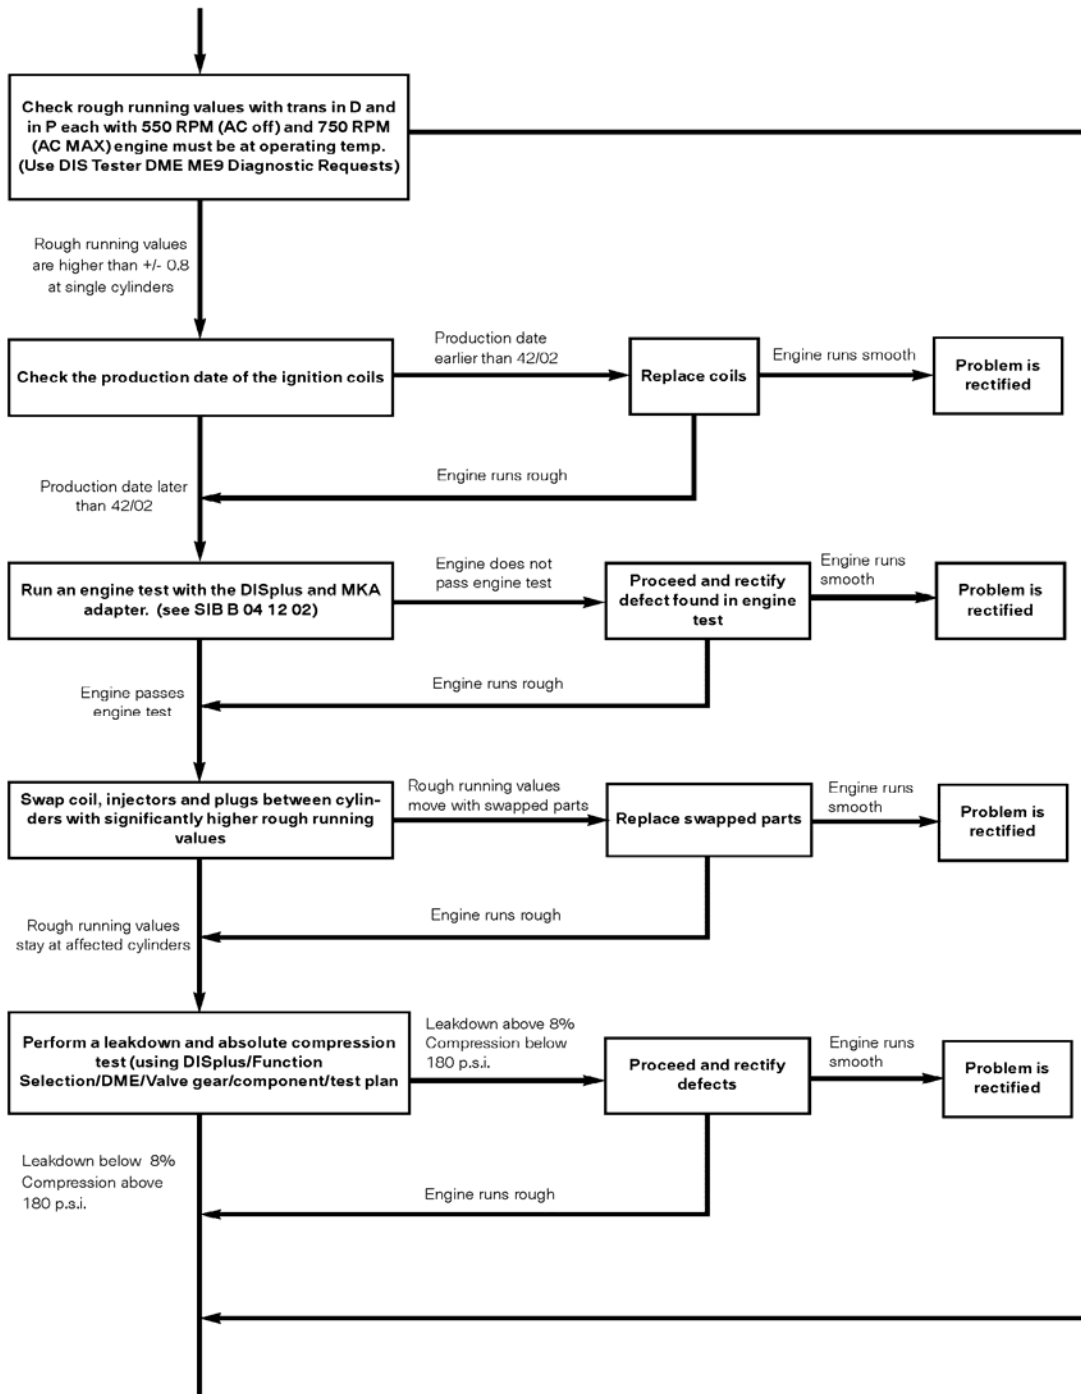 Check rough running values with trans in D and
in P each with 550 RPM (AC off) and 750 RPM
(AC MAX) engine must be at operating temp.
(Use DIS Tester DME ME9 Diagnostic Requests)
Rough running values
are higher than +/- 0.8
at single cylinders
Check the production date of the ignition coils
Production date
earlier than 42/02
Replace coils
Engine runs smooth
Problem is
rectified
Engine runs rough
Production date later
than 42/02
Run an engine test with the DISplus and MKA
adapter. (see SIB B 04 12 02)
Engine does not
pass engine test
Proceed and rectify
defect found in engine
test
Engine runs
smooth
Problem is
rectified
Engine runs rough
Engine passes
engine test
Swap coil, injectors and plugs between cylin-
ders with significantly higher rough running
values
Rough running values
move with swapped parts
Replace swapped parts
Engine runs
smooth
Problem is
rectified
Engine runs rough
Rough running values
stay at affected cylinders
Perform a leakdown and absolute compression
test (using DISplus/Function
Selection/DME/Valve gear/component/test plan
Leakdown above 8%
Compression below
180 p.s.i.
Proceed and rectify
defects
Engine runs
smooth
Problem is
rectified
Engine runs rough
Leakdown below 8%
Compression above
180 p.s.i.